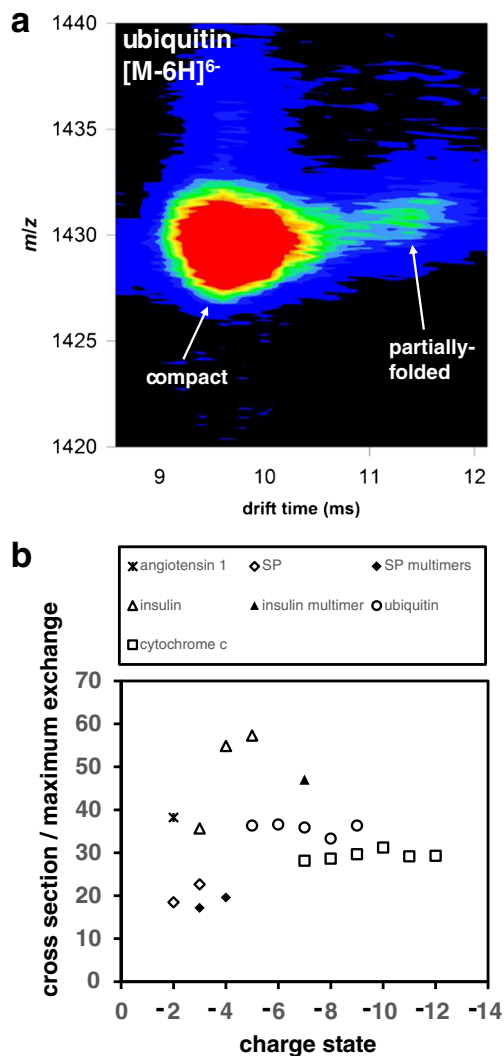 a
ubiquitin
[M-6H]6-
1440
1435
1430
1425
1420
m/z
compact
partially-
folded
9 10 11 12
drift time (ms)
b
angiotensin 1 SP SP multimers
insulin insulin multimer ubiquitin
cytochrome c
70
60
50
40
30
20
10
0
cross section / maximum exchange
0 -2 -4 -6 -8 -10 -12 -14
charge state